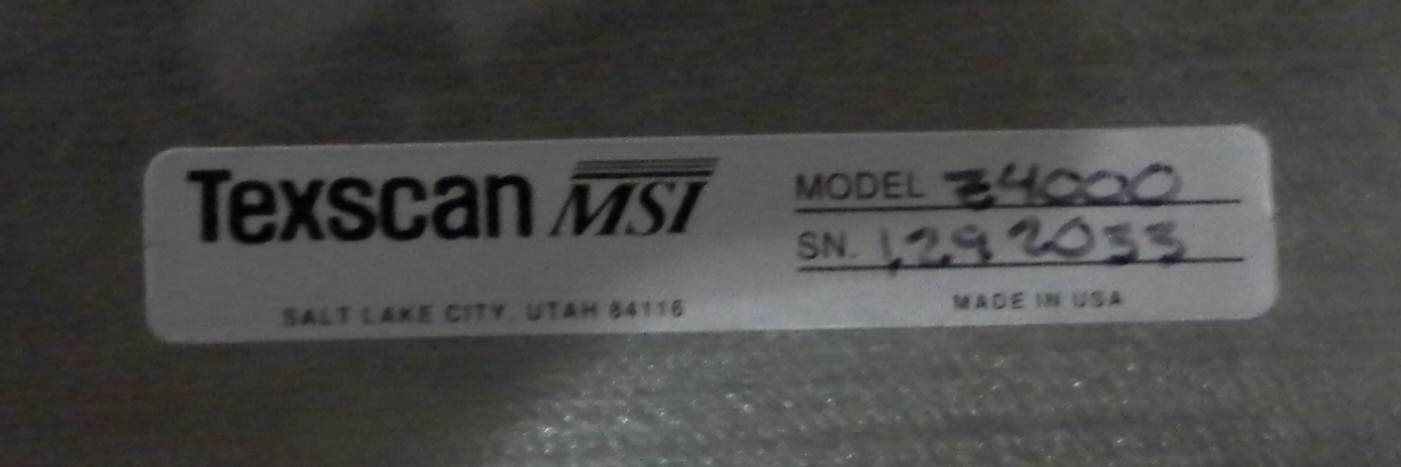 Texscan MSI
SALT LAKE CITY, UTAH 84116
MODEL Z4000
SN. 1292033
MADE IN USA